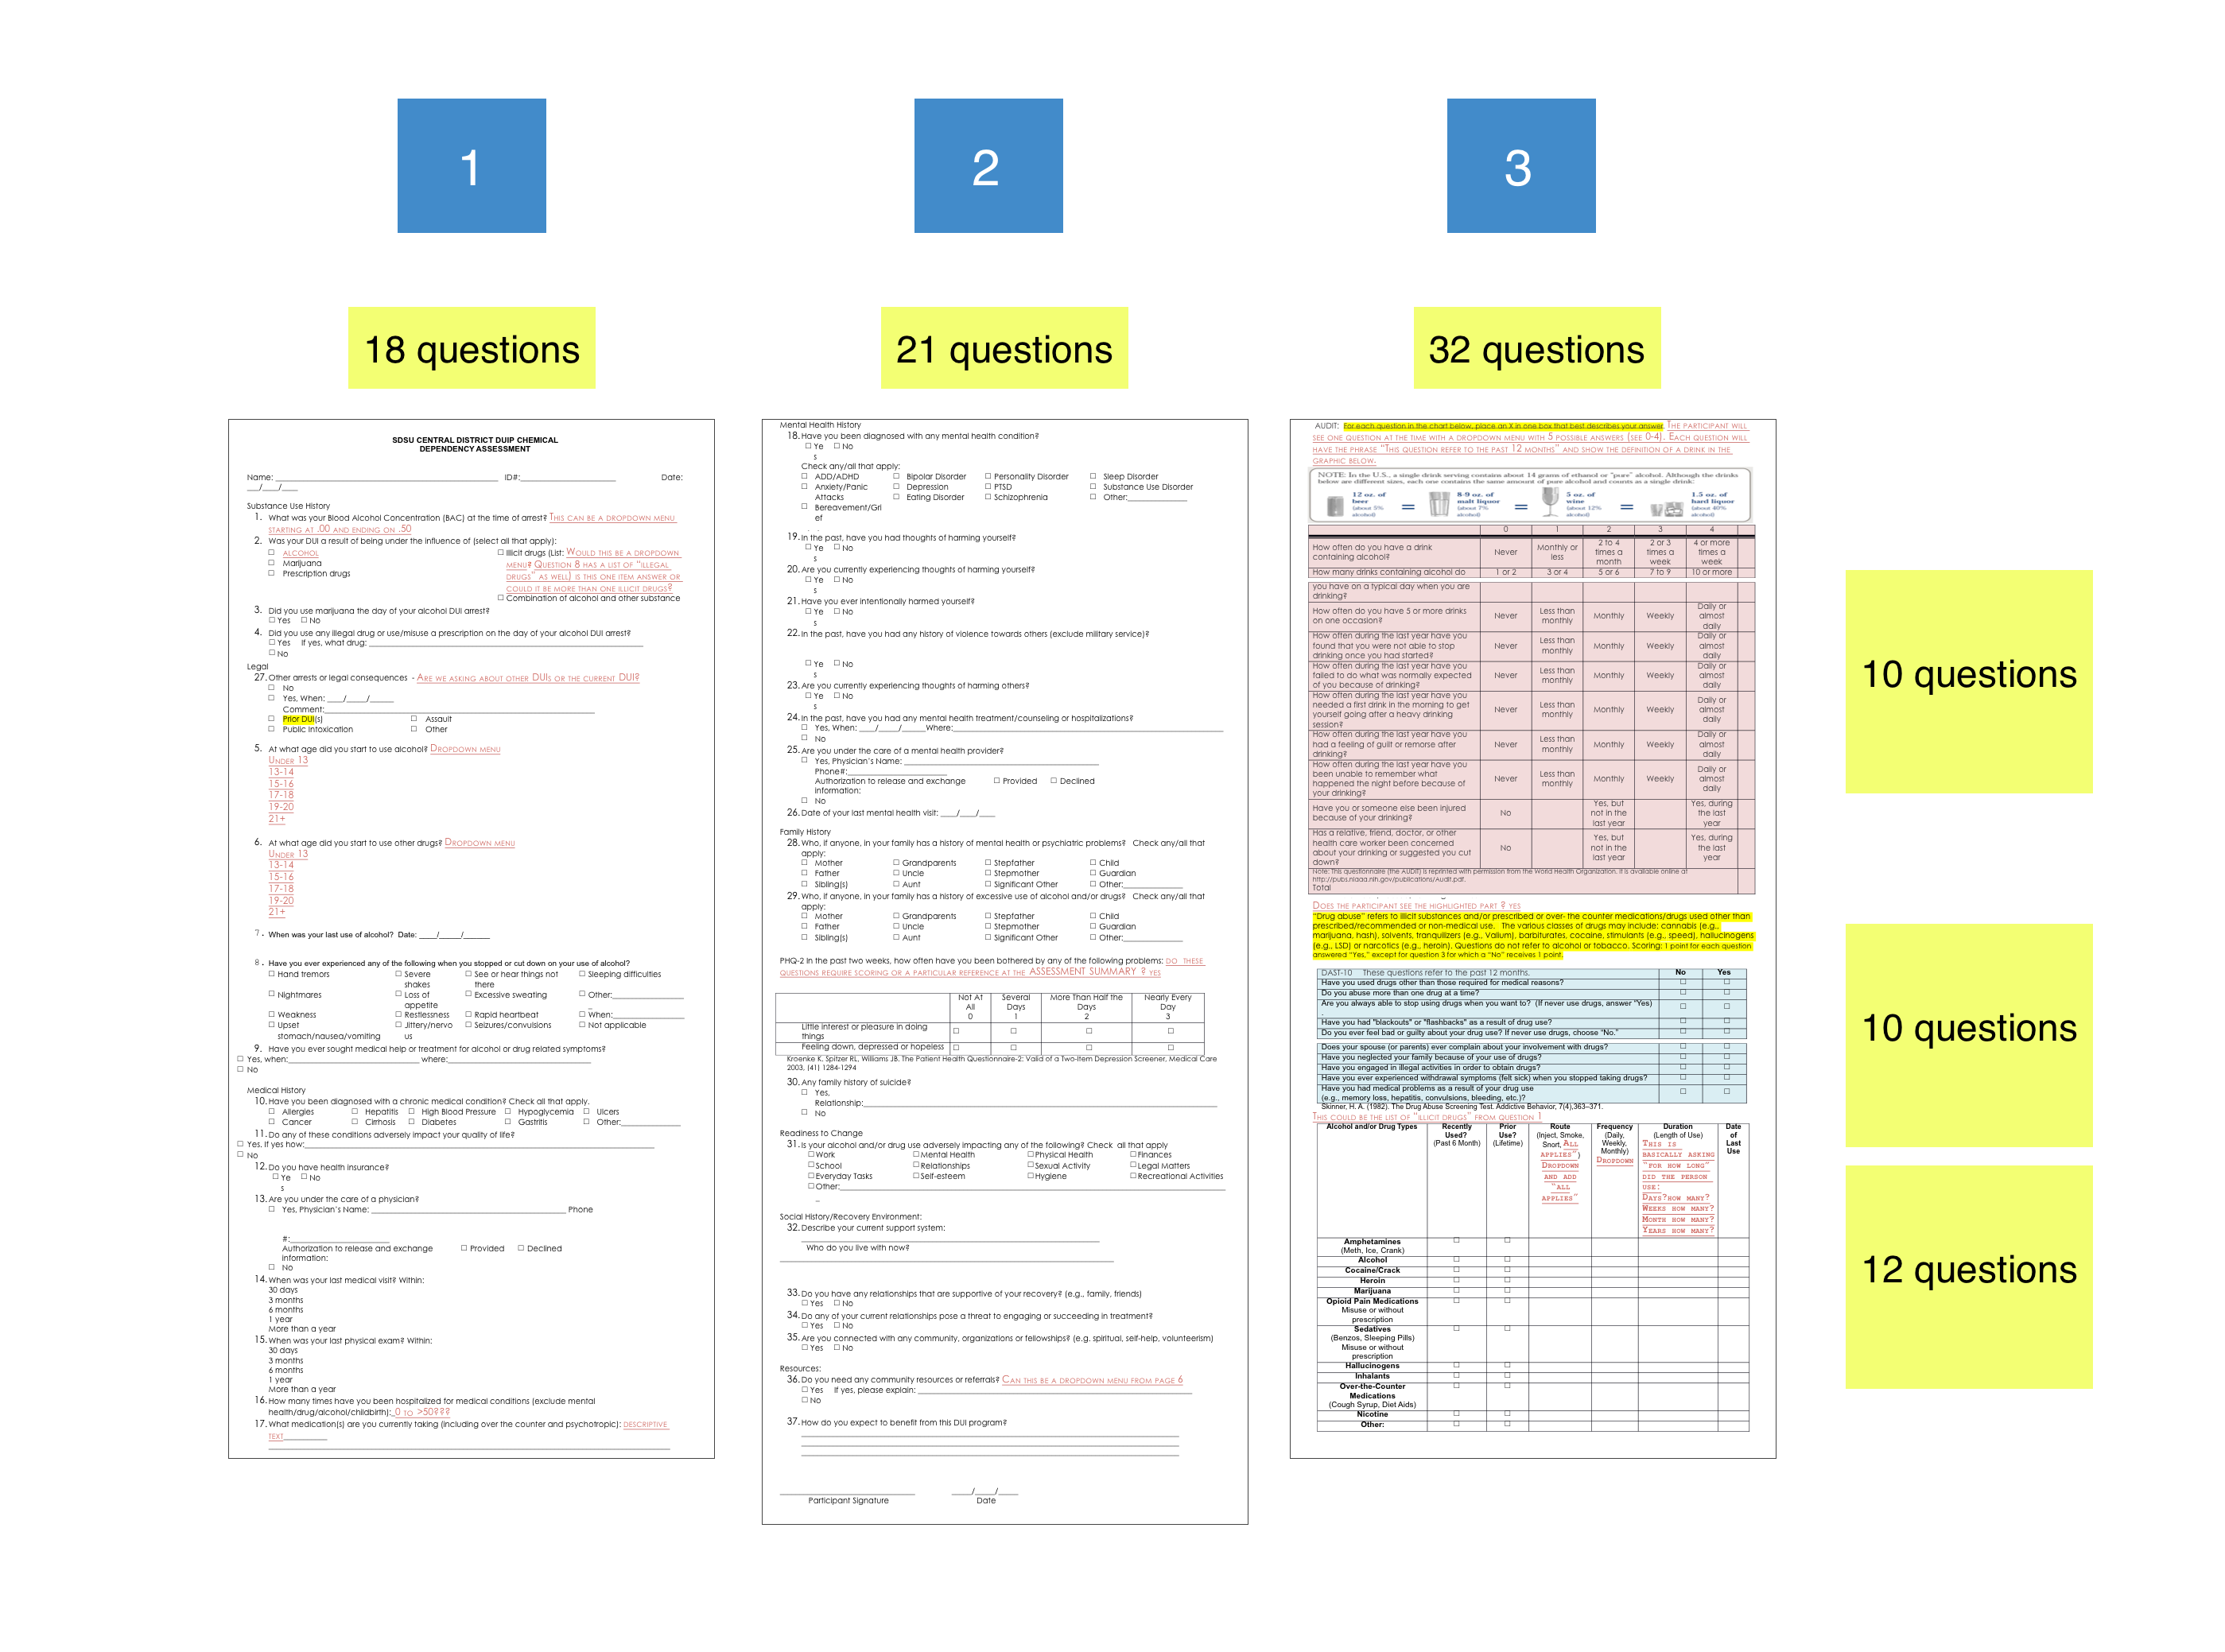 1
2
3
18 questions
21 questions
32 questions
SDSU CENTRAL DISTRICT DUIP CHEMICAL
DEPENDENCY ASSESSMENT
Name: ____ ID#:____ Date:
___/____/____
Substance Use History
1. What was your Blood Alcohol Concentration (BAC) at the time of arrest? THIS CAN BE A DROPDOWN MENU
STARTING AT .00 AND ENDING ON .50
2. Was your DUI a result of being under the influence of (select all that apply):
☐ ALCOHOL
☐ Marijuana
☐ Prescription drugs
☐ Illicit drugs (List: WOULD THIS BE A DROPDOWN
MENU? QUESTION 8 HAS A LIST OF "ILLEGAL
DRUGS" AS WELL) IS THIS ONE ITEM ANSWER OR
COULD IT BE MORE THAN ONE ILLICIT DRUGS?
☐ Combination of alcohol and other substance
3. Did you use marijuana the day of your alcohol DUI arrest?
☐ Yes ☐ No
4. Did you use any illegal drug or use/misuse a prescription on the day of your alcohol DUI arrest?
☐ Yes If yes, what drug: ____
☐ No
Legal
27. Other arrests or legal consequences - ARE WE ASKING ABOUT OTHER DUIS OR THE CURRENT DUI?
☐ No
☐ Yes, When: ____/_____/______
Comment:____
☐ Prior DUI(s) ☐ Assault
☐ Public Intoxication ☐ Other
5. At what age did you start to use alcohol? DROPDOWN MENU
UNDER 13
13-14
15-16
17-18
19-20
21+
6. At what age did you start to use other drugs? DROPDOWN MENU
UNDER 13
13-14
15-16
17-18
19-20
21+
7. When was your last use of alcohol? Date: ____/_____/______
8. Have you ever experienced any of the following when you stopped or cut down on your use of alcohol?
☐ Hand tremors ☐ Severe shakes ☐ See or hear things not there ☐ Sleeping difficulties
☐ Nightmares ☐ Loss of appetite ☐ Excessive sweating ☐ Other:____
☐ Weakness ☐ Restlessness ☐ Rapid heartbeat ☐ When:____
☐ Upset stomach/nausea/vomiting ☐ Jittery/nervo us ☐ Seizures/convulsions ☐ Not applicable
9. Have you ever sought medical help or treatment for alcohol or drug related symptoms?
☐ Yes, when:____ where:____
☐ No
Medical History
10. Have you been diagnosed with a chronic medical condition? Check all that apply.
☐ Allergies ☐ Hepatitis ☐ High Blood Pressure ☐ Hypoglycemia ☐ Ulcers
☐ Cancer ☐ Cirrhosis ☐ Diabetes ☐ Gastritis ☐ Other:____
11. Do any of these conditions adversely impact your quality of life?
☐ Yes, If yes how:____
☐ No
12. Do you have health insurance?
☐ Ye ☐ No
s
13. Are you under the care of a physician?
☐ Yes, Physician's Name: ____ Phone
#:____
Authorization to release and exchange ☐ Provided ☐ Declined
information:
☐ No
14. When was your last medical visit? Within:
30 days
3 months
6 months
1 year
More than a year
15. When was your last physical exam? Within:
30 days
3 months
6 months
1 year
More than a year
16. How many times have you been hospitalized for medical conditions (exclude mental
health/drug/alcohol/childbirth):_0 TO >50???
17. What medication(s) are you currently taking (including over the counter and psychotropic): DESCRIPTIVE
TEXT____
Mental Health History
18. Have you been diagnosed with any mental health condition?
☐ Ye ☐ No
s
Check any/all that apply:
☐ ADD/ADHD ☐ Bipolar Disorder ☐ Personality Disorder ☐ Sleep Disorder
☐ Anxiety/Panic ☐ Depression ☐ PTSD ☐ Substance Use Disorder
Attacks ☐ Eating Disorder ☐ Schizophrenia ☐ Other:____
☐ Bereavement/Gri
ef
19. In the past, have you had thoughts of harming yourself?
☐ Ye ☐ No
s
20. Are you currently experiencing thoughts of harming yourself?
☐ Ye ☐ No
s
21. Have you ever intentionally harmed yourself?
☐ Ye ☐ No
s
22. In the past, have you had any history of violence towards others (exclude military service)?
☐ Ye ☐ No
s
23. Are you currently experiencing thoughts of harming others?
☐ Ye ☐ No
s
24. In the past, have you had any mental health treatment/counseling or hospitalizations?
☐ Yes, When: ____/_____/_____Where:____
☐ No
25. Are you under the care of a mental health provider?
☐ Yes, Physician's Name: ____
Phone#:____
Authorization to release and exchange ☐ Provided ☐ Declined
information:
☐ No
26. Date of your last mental health visit: ____/____/____
Family History
28. Who, if anyone, in your family has a history of mental health or psychiatric problems? Check any/all that
apply:
☐ Mother ☐ Grandparents ☐ Stepfather ☐ Child
☐ Father ☐ Uncle ☐ Stepmother ☐ Guardian
☐ Sibling(s) ☐ Aunt ☐ Significant Other ☐ Other:____
29. Who, if anyone, in your family has a history of excessive use of alcohol and/or drugs? Check any/all that
apply:
☐ Mother ☐ Grandparents ☐ Stepfather ☐ Child
☐ Father ☐ Uncle ☐ Stepmother ☐ Guardian
☐ Sibling(s) ☐ Aunt ☐ Significant Other ☐ Other:____
PHQ-2 In the past two weeks, how often have you been bothered by any of the following problems: DO THESE
QUESTIONS REQUIRE SCORING OR A PARTICULAR REFERENCE AT THE ASSESSMENT SUMMARY ? YES
Not At All 0 Several Days 1 More Than Half the Days 2 Nearly Every Day 3
Little interest or pleasure in doing things ☐ ☐ ☐ ☐
Feeling down, depressed or hopeless ☐ ☐ ☐ ☐
Kroenke K, Spitzer RL, Williams JB. The Patient Health Questionnaire-2: Valid of a Two-Item Depression Screener, Medical Care
2003, (41) 1284-1294
30. Any family history of suicide?
☐ Yes,
Relationship:____
☐ No
Readiness to Change
31. Is your alcohol and/or drug use adversely impacting any of the following? Check all that apply
☐ Work ☐ Mental Health ☐ Physical Health ☐ Finances
☐ School ☐ Relationships ☐ Sexual Activity ☐ Legal Matters
☐ Everyday Tasks ☐ Self-esteem ☐ Hygiene ☐ Recreational Activities
☐ Other:____
Social History/Recovery Environment:
32. Describe your current support system:
Who do you live with now?
33. Do you have any relationships that are supportive of your recovery? (e.g., family, friends)
☐ Yes ☐ No
34. Do any of your current relationships pose a threat to engaging or succeeding in treatment?
☐ Yes ☐ No
35. Are you connected with any community, organizations or fellowships? (e.g. spiritual, self-help, volunteerism)
☐ Yes ☐ No
Resources:
36. Do you need any community resources or referrals? CAN THIS BE A DROPDOWN MENU FROM PAGE 6
☐ Yes If yes, please explain: ____
☐ No
37. How do you expect to benefit from this DUI program?
____/____/____
Participant Signature Date
AUDIT: For each question in the chart below, place an X in one box that best describes your answer. THE PARTICIPANT WILL
SEE ONE QUESTION AT THE TIME WITH A DROPDOWN MENU WITH 5 POSSIBLE ANSWERS (SEE 0-4). EACH QUESTION WILL
HAVE THE PHRASE "THIS QUESTION REFER TO THE PAST 12 MONTHS" AND SHOW THE DEFINITION OF A DRINK IN THE
GRAPHIC BELOW.
NOTE: In the U.S., a single drink serving contains about 14 grams of ethanol or "pure" alcohol. Although the drinks
below are different sizes, each one contains the same amount of pure alcohol and counts as a single drink:
12 oz. of beer (about 5% alcohol) = 8-9 oz. of malt liquor (about 7% alcohol) = 5 oz. of wine (about 12% alcohol) = 1.5 oz. of hard liquor (about 40% alcohol)
0 1 2 3 4
How often do you have a drink containing alcohol? Never Monthly or less 2 to 4 times a month 2 or 3 times a week 4 or more times a week
How many drinks containing alcohol do 1 or 2 3 or 4 5 or 6 7 to 9 10 or more
you have on a typical day when you are drinking?
How often do you have 5 or more drinks on one occasion? Never Less than monthly Monthly Weekly Daily or almost daily
How often during the last year have you found that you were not able to stop drinking once you had started? Never Less than monthly Monthly Weekly Daily or almost daily
How often during the last year have you failed to do what was normally expected of you because of drinking? Never Less than monthly Monthly Weekly Daily or almost daily
How often during the last year have you needed a first drink in the morning to get yourself going after a heavy drinking session? Never Less than monthly Monthly Weekly Daily or almost daily
How often during the last year have you had a feeling of guilt or remorse after drinking? Never Less than monthly Monthly Weekly Daily or almost daily
How often during the last year have you been unable to remember what happened the night before because of your drinking? Never Less than monthly Monthly Weekly Daily or almost daily
Have you or someone else been injured because of your drinking? No Yes, but not in the last year Yes, during the last year
Has a relative, friend, doctor, or other health care worker been concerned about your drinking or suggested you cut down? No Yes, but not in the last year Yes, during the last year
Note: This questionnaire (the AUDIT) is reprinted with permission from the World Health Organization. It is available online at
http://pubs.niaaa.nih.gov/publications/Audit.pdf.
Total
DOES THE PARTICIPANT SEE THE HIGHLIGHTED PART ? YES
"Drug abuse" refers to illicit substances and/or prescribed or over- the counter medications/drugs used other than
prescribed/recommended or non-medical use. The various classes of drugs may include: cannabis (e.g.,
marijuana, hash), solvents, tranquilizers (e.g., Valium), barbiturates, cocaine, stimulants (e.g., speed), hallucinogens
(e.g., LSD) or narcotics (e.g., heroin). Questions do not refer to alcohol or tobacco. Scoring: 1 point for each question
answered "Yes," except for question 3 for which a "No" receives 1 point.
DAST-10 These questions refer to the past 12 months. No Yes
Have you used drugs other than those required for medical reasons? ☐ ☐
Do you abuse more than one drug at a time? ☐ ☐
Are you always able to stop using drugs when you want to? (If never use drugs, answer "Yes) ☐ ☐
.
Have you had "blackouts" or "flashbacks" as a result of drug use? ☐ ☐
Do you ever feel bad or guilty about your drug use? If never use drugs, choose "No." ☐ ☐
Does your spouse (or parents) ever complain about your involvement with drugs? ☐ ☐
Have you neglected your family because of your use of drugs? ☐ ☐
Have you engaged in illegal activities in order to obtain drugs? ☐ ☐
Have you ever experienced withdrawal symptoms (felt sick) when you stopped taking drugs? ☐ ☐
Have you had medical problems as a result of your drug use
(e.g., memory loss, hepatitis, convulsions, bleeding, etc.)? ☐ ☐
Skinner, H. A. (1982). The Drug Abuse Screening Test. Addictive Behavior, 7(4),363–371.
THIS COULD BE THE LIST OF "ILLICIT DRUGS" FROM QUESTION 1
Alcohol and/or Drug Types
Recently Used? (Past 6 Month)
Prior Use? (Lifetime)
Route (Inject, Smoke, Snort, ALL APPLIES") DROPDOWN AND ADD "ALL APPLIES"
Frequency (Daily, Weekly, Monthly) DROPDOWN
Duration (Length of Use) THIS IS BASICALLY ASKING "FOR HOW LONG" DID THE PERSON USE: DAYS?HOW MANY? WEEKS HOW MANY? MONTH HOW MANY? YEARS HOW MANY?
Date of Last Use
Amphetamines (Meth, Ice, Crank) ☐ ☐
Alcohol ☐ ☐
Cocaine/Crack ☐ ☐
Heroin ☐ ☐
Marijuana ☐ ☐
Opioid Pain Medications Misuse or without prescription ☐ ☐
Sedatives (Benzos, Sleeping Pills) Misuse or without prescription ☐ ☐
Hallucinogens ☐ ☐
Inhalants ☐ ☐
Over-the-Counter Medications (Cough Syrup, Diet Aids) ☐ ☐
Nicotine ☐ ☐
Other: ☐ ☐
10 questions
10 questions
12 questions